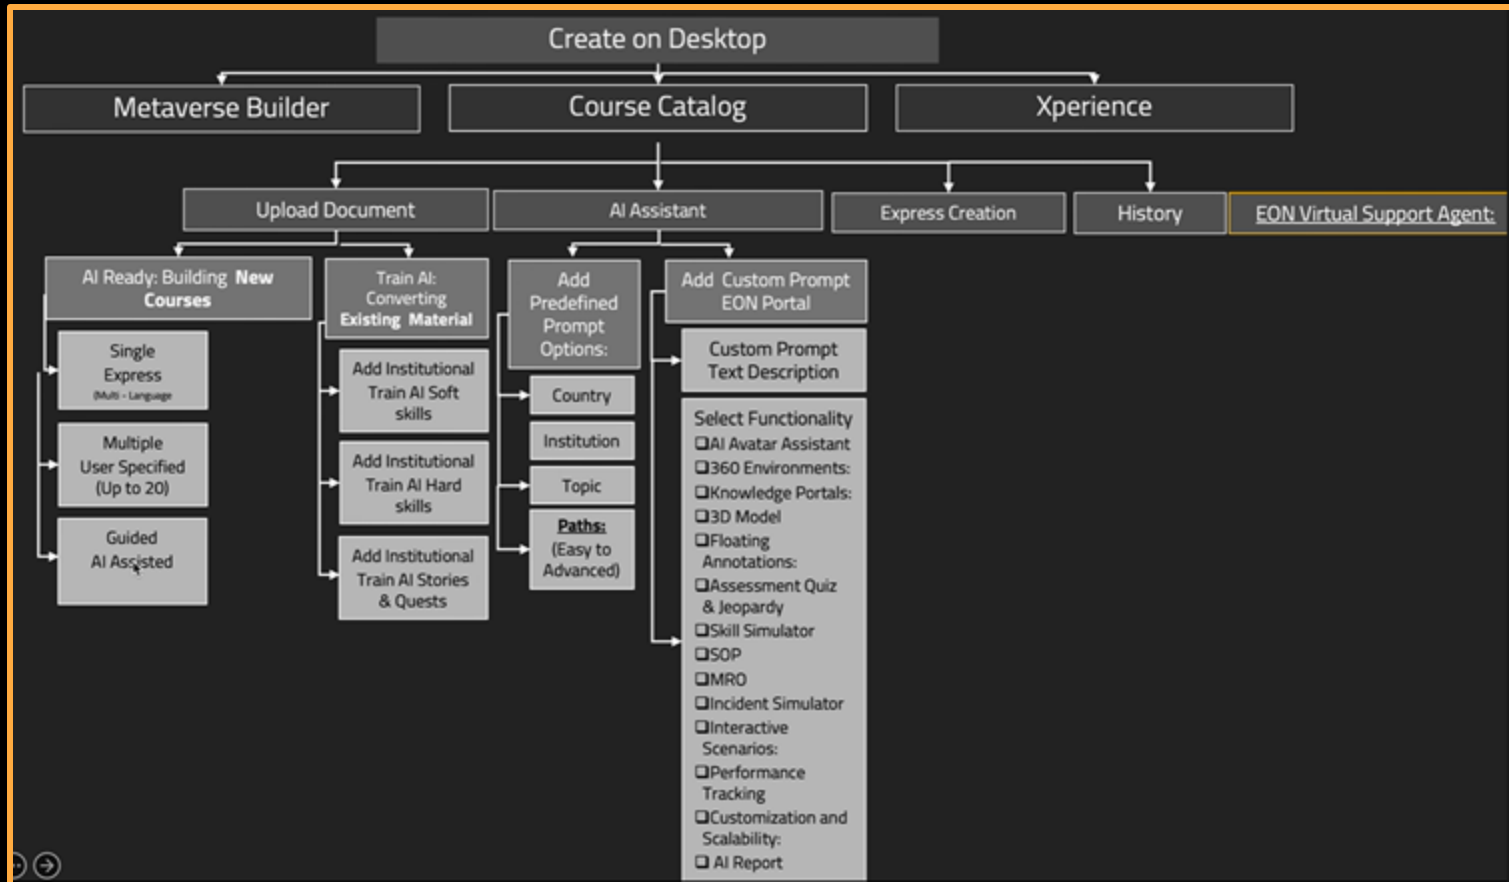 Create on Desktop
Metaverse Builder
Course Catalog
Xperience
Upload Document
AI Assistant
Express Creation
History
EON Virtual Support Agent:
AI Ready: Building New
Courses
Single
Express
(Multi - Language
Multiple
User Specified
(Up to 20)
Guided
AI Assisted
Train AI:
Converting
Existing Material
Add Institutional
Train AI Soft
skills
Add Institutional
Train AI Hard
skills
Add Institutional
Train AI Stories
& Quests
Add
Predefined
Prompt
Options:
Country
Institution
Topic
Paths:
(Easy to
Advanced)
Add Custom Prompt
EON Portal
Custom Prompt
Text Description
Select Functionality
❑AI Avatar Assistant
❑360 Environments:
❑Knowledge Portals:
❑3D Model
❑Floating
Annotations:
❑Assessment Quiz
& Jeopardy
❑Skill Simulator
❑SOP
❑MRO
❑Incident Simulator
❑Interactive
Scenarios:
❑Performance
Tracking
❑Customization and
Scalability:
❑ AI Report